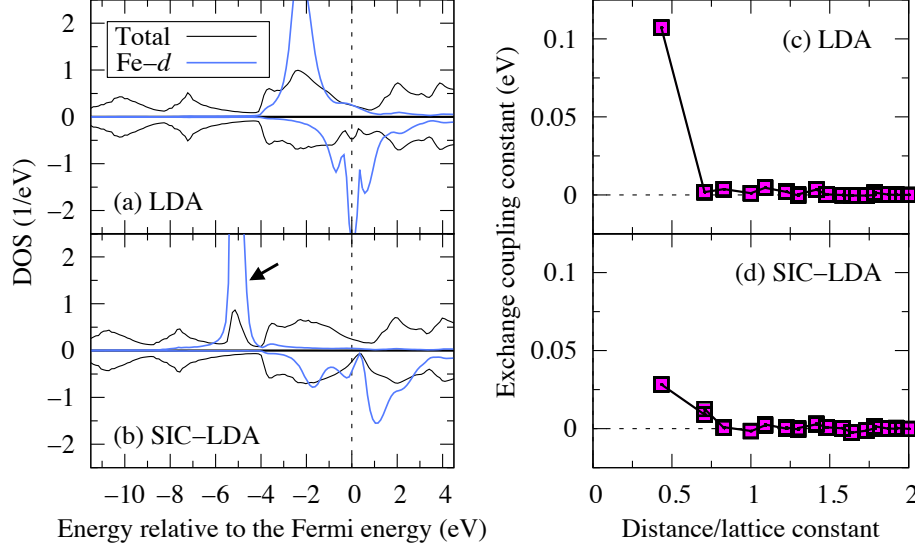 Total
Fe−d
(a) LDA
2
1
0
−1
−2
(b) SIC−LDA
2
1
0
−1
−2
DOS (1/eV)
−10 −8 −6 −4 −2 0 2 4
Energy relative to the Fermi energy (eV)
(c) LDA
0.1
0.05
0
(d) SIC−LDA
0.1
0.05
0
Exchange coupling constant (eV)
0 0.5 1 1.5 2
Distance/lattice constant